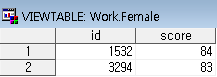 VIEWTABLE: Work.Female
id score
1 1532 84
2 3294 83